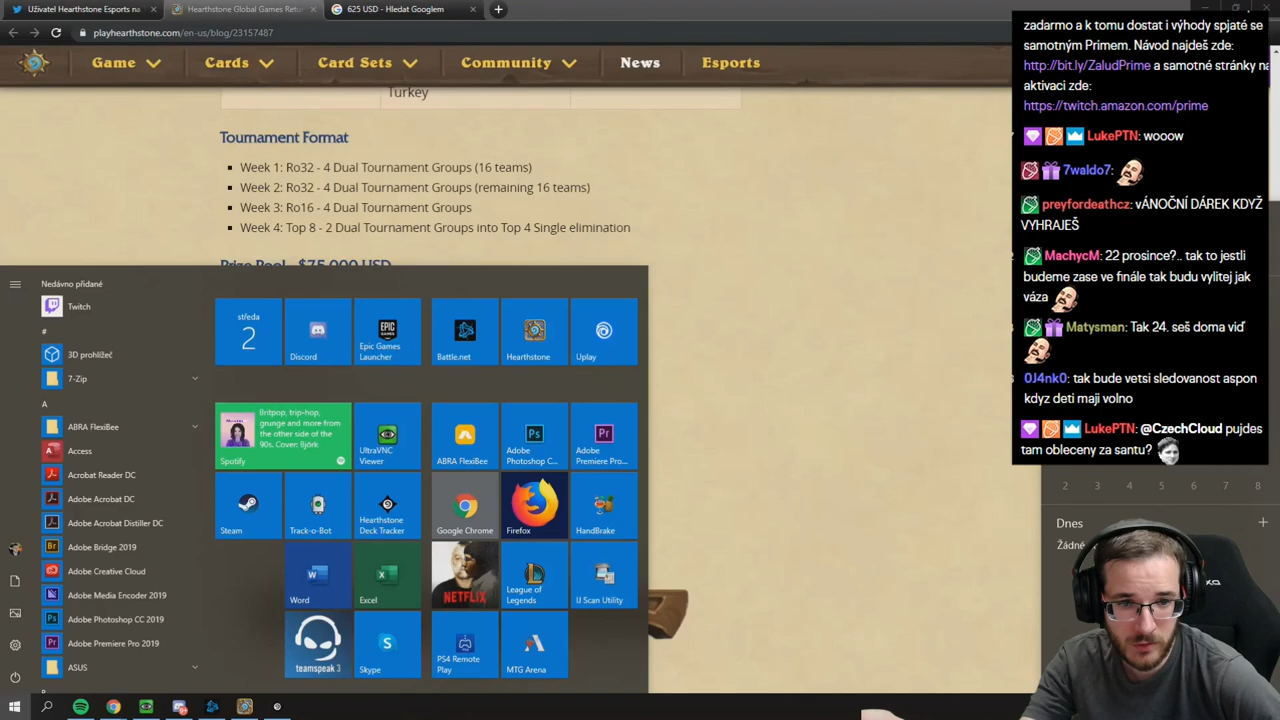 Uživatel Hearthstone Esports na
Hearthstone Global Games Retu
625 USD - Hledat Googlem
playhearthstone.com/en-us/blog/23157487
Game
Cards
Card Sets
Community
News
Esports
Turkey
Tournament Format
Week 1: Ro32 - 4 Dual Tournament Groups (16 teams)
Week 2: Ro32 - 4 Dual Tournament Groups (remaining 16 teams)
Week 3: Ro16 - 4 Dual Tournament Groups
Week 4: Top 8 - 2 Dual Tournament Groups into Top 4 Single elimination
Prize Pool - $75,000 USD
Nedávno přidané
Twitch
#
3D prohlížeč
7-Zip
A
ABRA FlexiBee
Access
Acrobat Reader DC
Adobe Acrobat DC
Adobe Acrobat Distiller DC
Adobe Bridge 2019
Adobe Creative Cloud
Adobe Media Encoder 2019
Adobe Photoshop CC 2019
Adobe Premiere Pro 2019
ASUS
středa
2
Discord
EPIC
GAMES
Epic Games
Launcher
Battle.net
Hearthstone
Uplay
Britpop, trip-hop,
grunge and more from
the other side of the
90s. Cover: Björk
Spotify
UltraVNC
Viewer
ABRA FlexiBee
Ps
Adobe
Photoshop C...
Pr
Adobe
Premiere Pro...
Steam
Track-o-Bot
Hearthstone
Deck Tracker
Google Chrome
Firefox
HandBrake
Word
Excel
NETFLIX
League of
Legends
IJ Scan Utility
teamspeak 3
Skype
PS4 Remote
Play
MTG Arena
zadarmo a k tomu dostat i výhody spjaté se
samotným Primem. Návod najdeš zde:
http://bit.ly/ZaludPrime a samotné stránky na
aktivaci zde:
https://twitch.amazon.com/prime
LukePTN: wooow
7waldo7:
preyfordeathcz: vÁNOČNÍ DÁREK KDYŽ
VYHRAJEŠ
MachycM: 22 prosince?.. tak to jestli
budeme zase ve finále tak budu vylitej jak
váza
Matysman: Tak 24. seš doma viď
0J4nk0: tak bude vetsi sledovanost aspon
kdyz deti maji volno
LukePTN: @CzechCloud pujdes
tam obleceny za santu?
2 3 4 5 6 7 8
Dnes